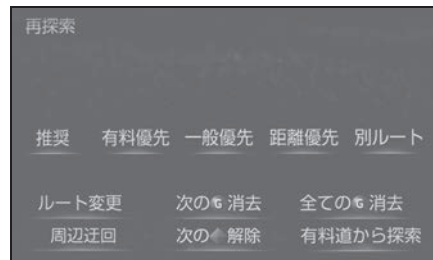 再探索
推奨 有料優先 一般優先 距離優先 別ルート
ルート変更 次のG消去 全てのG消去
周辺迂回 次の解除 有料道から探索